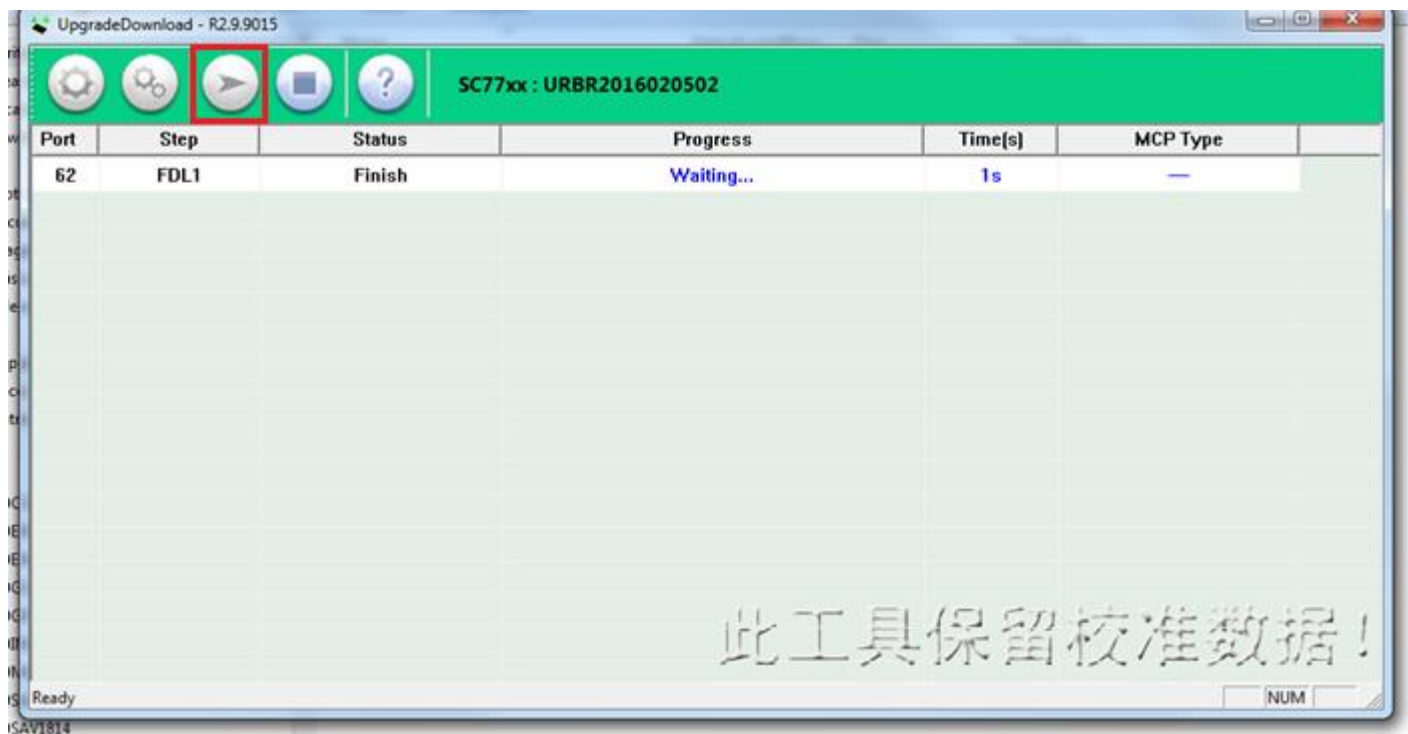 UpgradeDownload - R2.9.9015
SC77xx : URBR2016020502
Port Step Status Progress Time(s) MCP Type
62 FDL1 Finish Waiting... 1s —
此工具保留校准数据!
Ready NUM
SAV1814